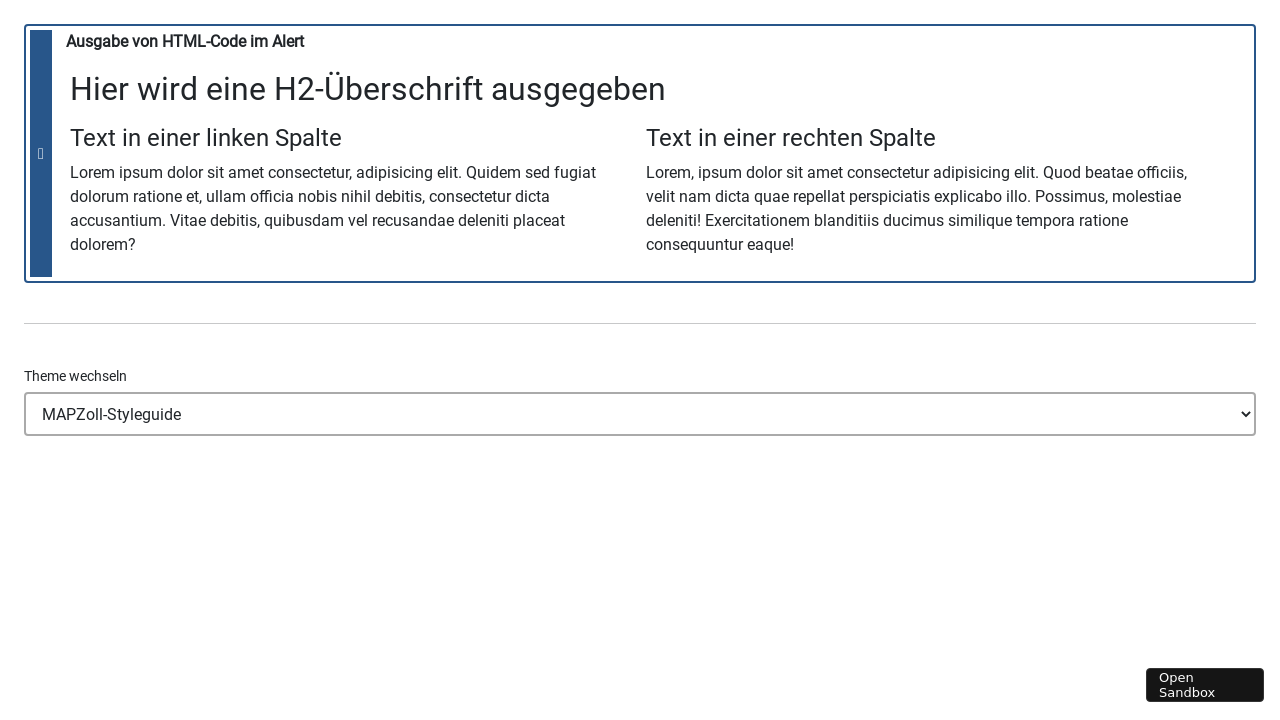 Ausgabe von HTML-Code im Alert
Hier wird eine H2-Überschrift ausgegeben
Text in einer linken Spalte
Lorem ipsum dolor sit amet consectetur, adipisicing elit. Quidem sed fugiat
dolorum ratione et, ullam officia nobis nihil debitis, consectetur dicta
accusantium. Vitae debitis, quibusdam vel recusandae deleniti placeat
dolorem?
Text in einer rechten Spalte
Lorem, ipsum dolor sit amet consectetur adipisicing elit. Quod beatae officiis,
velit nam dicta quae repellat perspiciatis explicabo illo. Possimus, molestiae
deleniti! Exercitationem blanditiis ducimus similique tempora ratione
consequuntur eaque!
Theme wechseln
MAPZoll-Styleguide
Open
Sandbox